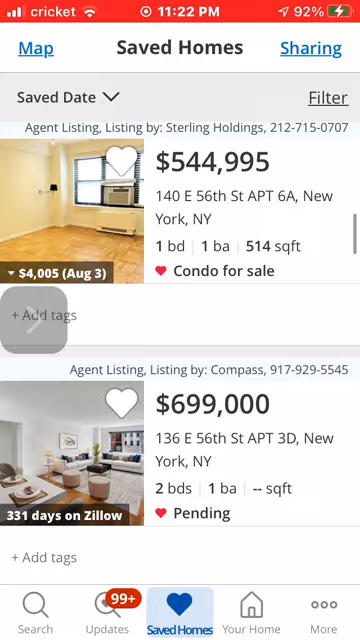 cricket 11:22 PM 92%
Map Saved Homes Sharing
Saved Date Filter
Agent Listing, Listing by: Sterling Holdings, 212-715-0707
$544,995
140 E 56th St APT 6A, New
York, NY
1 bd 1 ba 514 sqft
Condo for sale
$4,005 (Aug 3)
+ Add tags
Agent Listing, Listing by: Compass, 917-929-5545
$699,000
136 E 56th St APT 3D, New
York, NY
2 bds 1 ba -- sqft
Pending
331 days on Zillow
+ Add tags
99+
Search Updates Saved Homes Your Home More